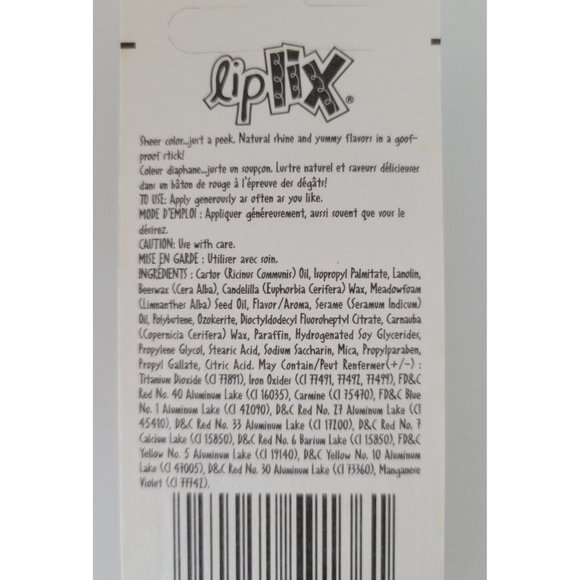 lip lix®
Sheer color...just a peek. Natural shine and yummy flavors in a goof-
proof stick!
Colour diaphane...juste un soupçon. Lustre naturel et saveurs délicieuses
dans un bâton de rouge à l'épreuve des dégâts!
TO USE: Apply generously as often as you like.
MODE D'EMPLOI : Appliquer généreusement, aussi souent que vous le
désirez.
CAUTION: Use with care.
MISE EN GARDE : Utiliser avec soin.
INGRÉDIENTS : Castor (Ricinus Communis) Oil, Isopropyl Palmitate, Lanolin,
Beeswax (Cera Alba), Candelilla (Euphorbia Cerifera) Wax, Meadowfoam
(Limnanthes Alba) Seed Oil, Flavor/Aroma, Sesame (Sesamum Indicum)
Oil, Polybutene, Ozokerite, Dioctyldodecyl Fluoroheptyl Citrate, Carnauba
(Copernicia Cerifera) Wax, Paraffin, Hydrogenated Soy Glycerides,
Propylene Glycol, Stearic Acid, Sodium Saccharin, Mica, Propylparaben,
Propyl Gallate, Citric Acid. May Contain/Peut Renfermer(+/-) :
Titanium Dioxide (CI 77891), Iron Oxides (CI 77491, 77492, 77499), FD&C
Red No. 40 Aluminum Lake (CI 16035), Carmine (CI 75470), FD&C Blue
No. 1 Aluminum Lake (CI 42090), D&C Red No. 27 Aluminum Lake (CI
45410), D&C Red No. 33 Aluminum Lake (CI 17200), D&C Red No. 7
Calcium Lake (CI 15850), D&C Red No. 6 Barium Lake (CI 15850), FD&C
Yellow No. 5 Aluminum Lake (CI 19140), D&C Yellow No. 10 Aluminum
Lake (CI 47005), D&C Red No. 30 Aluminum Lake (CI 73360), Manganese
Violet (CI 77742).